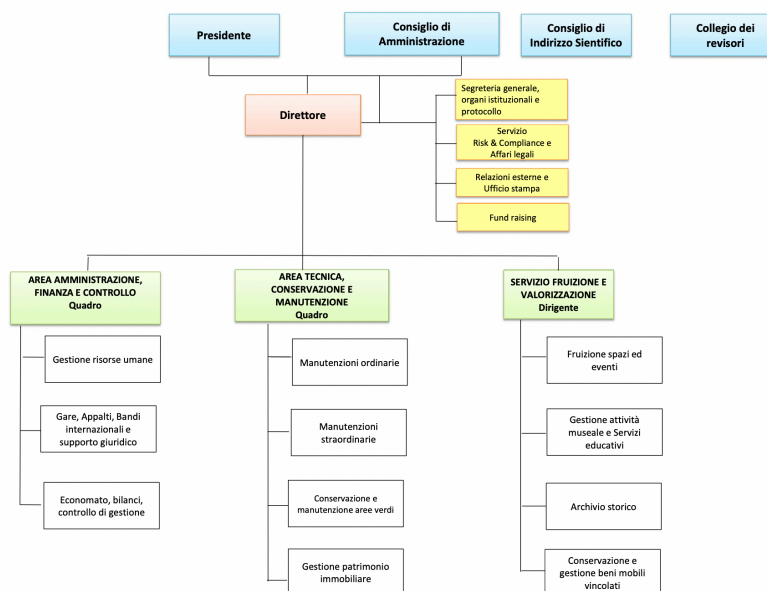 Presidente
Consiglio di
Amministrazione
Consiglio di
Indirizzo Sientifico
Collegio dei
revisori
Direttore
Segreteria generale,
organi istituzionali e
protocollo
Servizio
Risk & Compliance e
Affari legali
Relazioni esterne e
Ufficio stampa
Fund raising
AREA AMMINISTRAZIONE,
FINANZA E CONTROLLO
Quadro
Gestione risorse umane
Gare, Appalti, Bandi
internazionali e
supporto giuridico
Economato, bilanci,
controllo di gestione
AREA TECNICA,
CONSERVAZIONE E
MANUTENZIONE
Quadro
Manutenzioni ordinarie
Manutenzioni
straordinarie
Conservazione e
manutenzione aree verdi
Gestione patrimonio
immobiliare
SERVIZIO FRUIZIONE E
VALORIZZAZIONE
Dirigente
Fruizione spazi ed
eventi
Gestione attività
museale e Servizi
educativi
Archivio storico
Conservazione e
gestione beni mobili
vincolati